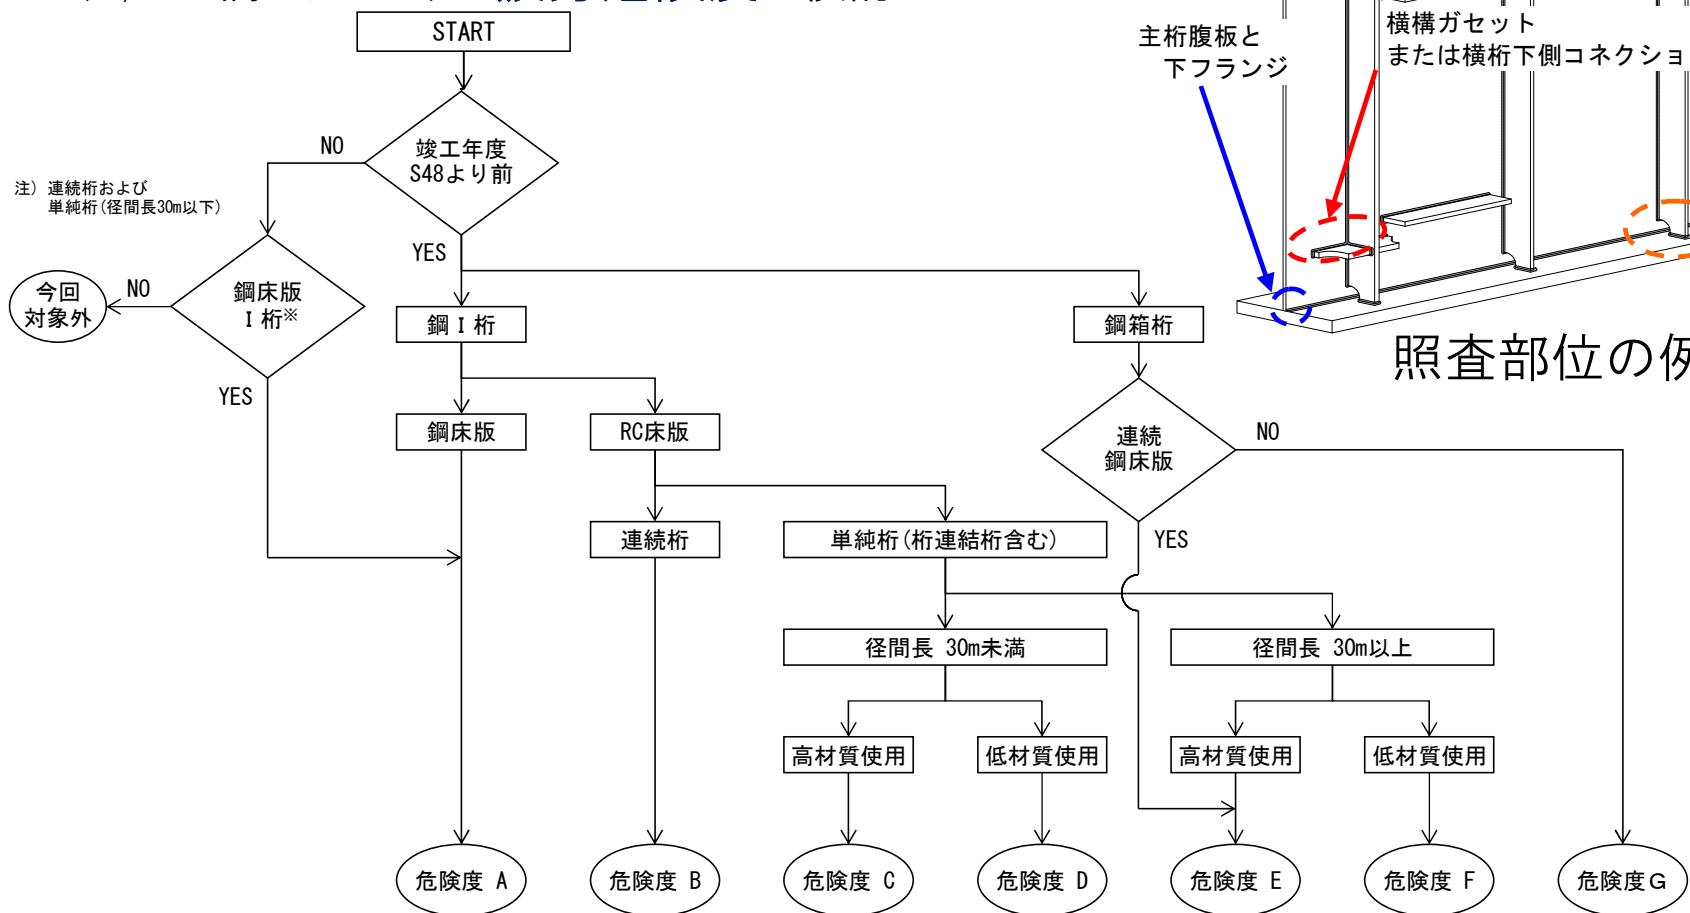 START
主桁腹板と
下フランジ
横構ガセット
または横桁下側コネクショ
竣工年度
S48より前
NO
YES
注) 連続桁および
単純桁(径間長30m以下)
鋼床版
I 桁※
NO
今回
対象外
YES
鋼I桁
鋼箱桁
照査部位の例
鋼床版
RC床版
連続
鋼床版
NO
YES
連続桁
単純桁(桁連結桁含む)
径間長 30m未満
径間長 30m以上
高材質使用
低材質使用
高材質使用
低材質使用
危険度 A
危険度 B
危険度 C
危険度 D
危険度 E
危険度 F
危険度G